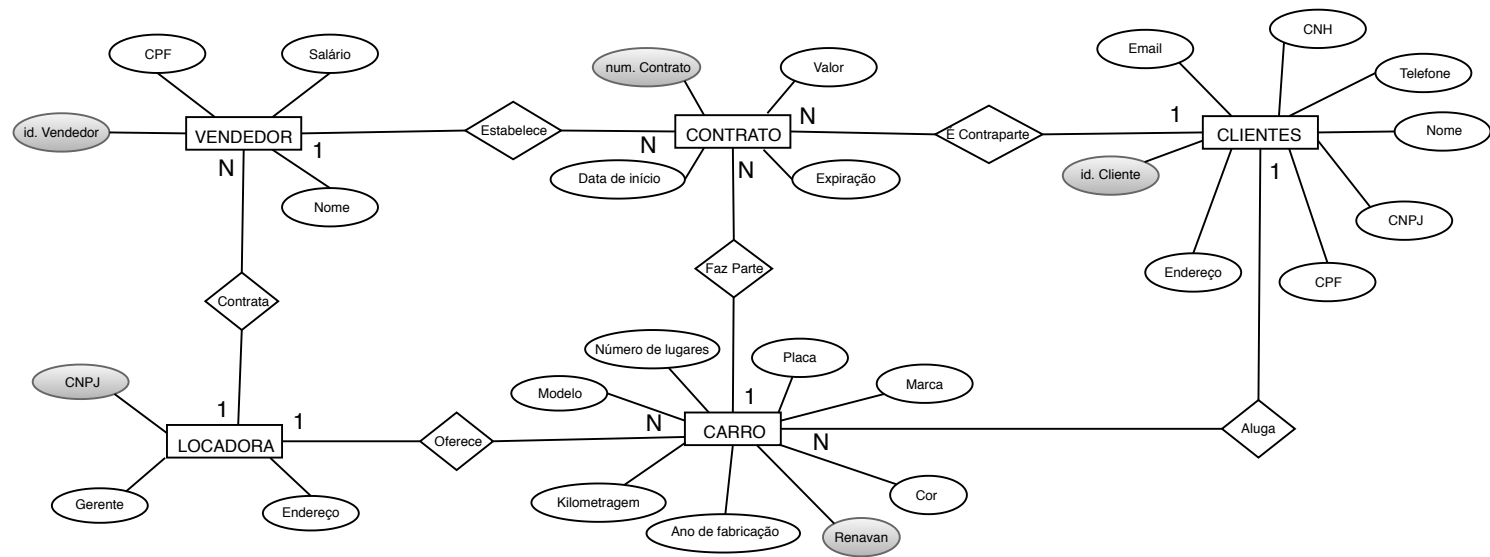 CPF
Salário
id. Vendedor
VENDEDOR
1
N
Nome
Estabelece
num. Contrato
Valor
N
CONTRATO
N
N
Data de início
Expiração
É Contraparte
Email
CNH
Telefone
1
CLIENTES
Nome
id. Cliente
1
CNPJ
Endereço
CPF
Contrata
Faz Parte
CNPJ
1
1
LOCADORA
Gerente
Endereço
Oferece
Número de lugares
Placa
Modelo
Marca
N
1
CARRO
N
Kilometragem
Ano de fabricação
Renavan
Cor
Aluga